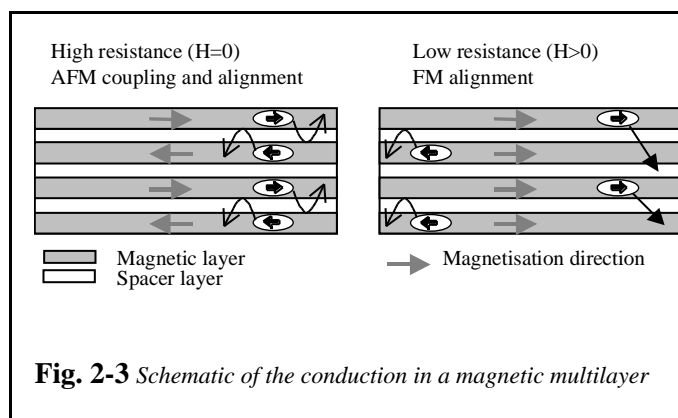 High resistance (H=0)
AFM coupling and alignment
Low resistance (H>0)
FM alignment
Magnetic layer
Spacer layer
Magnetisation direction
Fig. 2-3 Schematic of the conduction in a magnetic multilayer